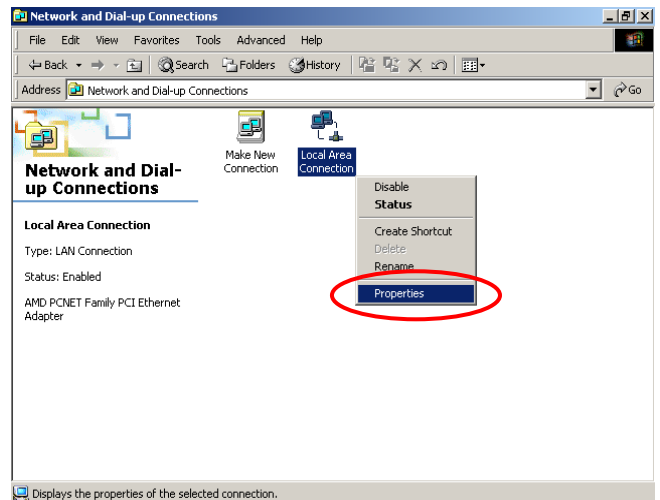 Network and Dial-up Connections
File Edit View Favorites Tools Advanced Help
Back Search Folders History
Address Network and Dial-up Connections Go
Network and Dial-
up Connections
Local Area Connection
Type: LAN Connection
Status: Enabled
AMD PCNET Family PCI Ethernet
Adapter
Make New
Connection
Local Area
Connection
Disable
Status
Create Shortcut
Delete
Rename
Properties
Displays the properties of the selected connection.